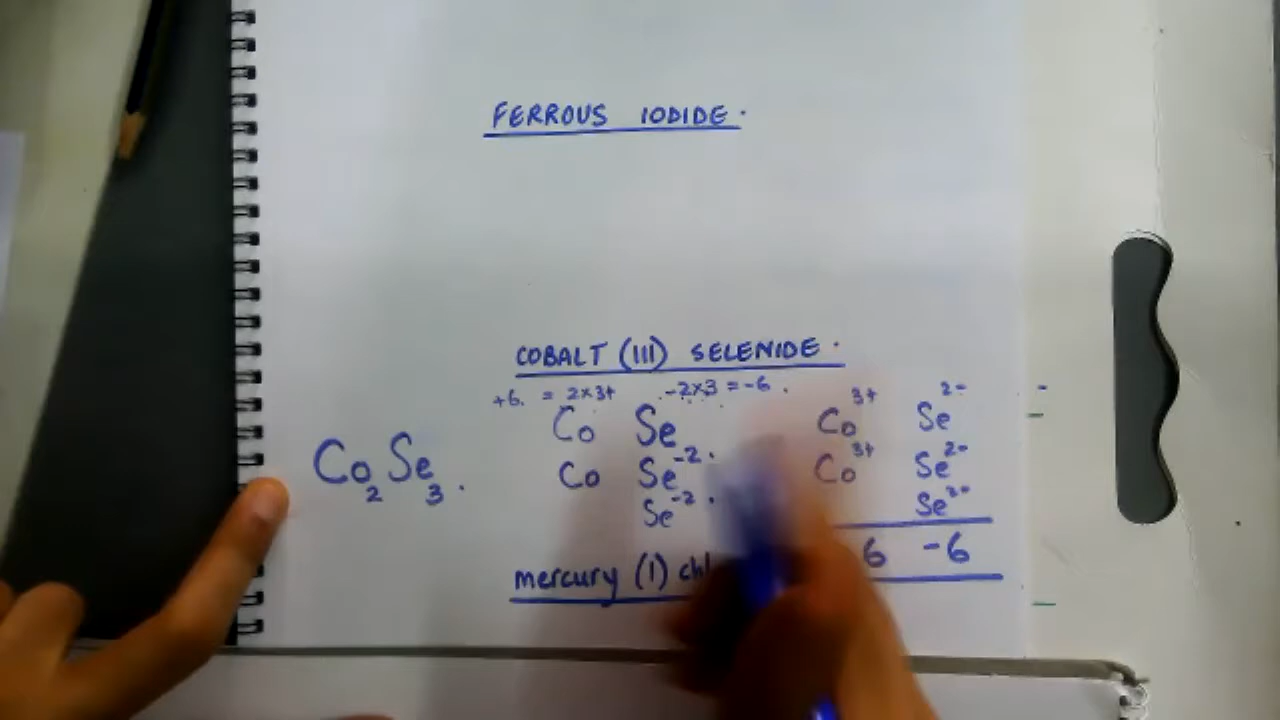 FERROUS IODIDE.
COBALT (III) SELENIDE.
+6. = 2x3+ -2x3 = -6.
Co Se Co³⁺ Se²⁻
Co Se⁻². Co³⁺ Se²⁻
Se⁻². Se²⁻
Co₂Se₃.
6 -6
mercury (I)